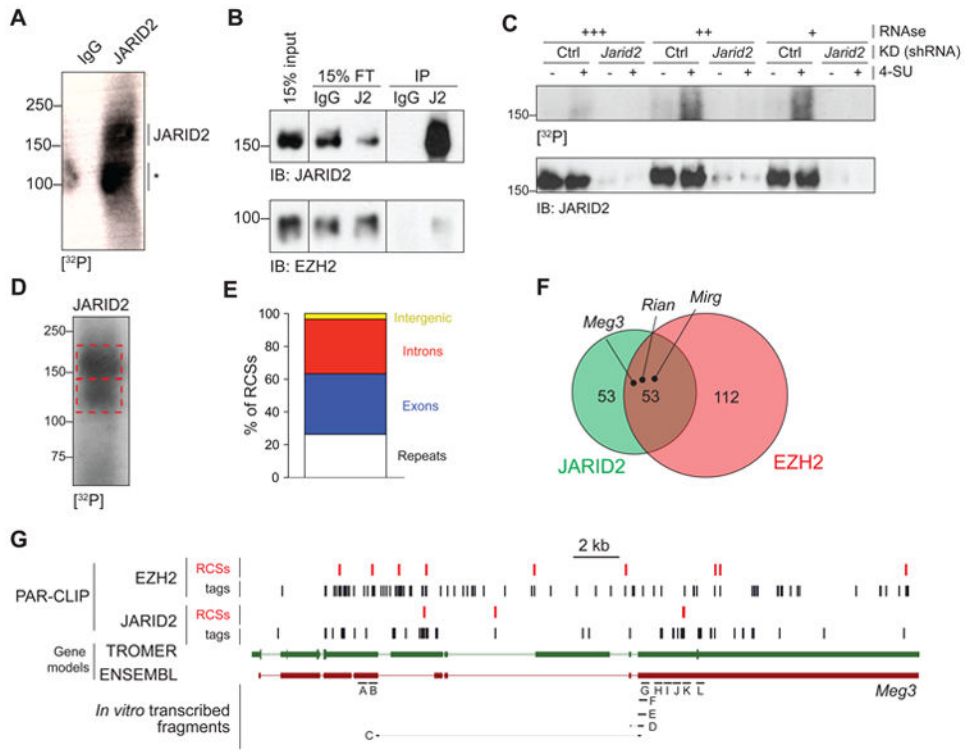 A
IgG
JARID2
250
150
100
JARID2
*
[32P]
B
15% input
15% FT
IP
IgG J2 IgG J2
150
IB: JARID2
100
IB: EZH2
C
+++ ++ + RNAse
Ctrl Jarid2 Ctrl Jarid2 Ctrl Jarid2 KD (shRNA)
- + - + - + - + - + - + 4-SU
150
[32P]
150
IB: JARID2
D
JARID2
250
150
100
75
[32P]
E
% of RCSs
100
80
60
40
20
0
Intergenic
Introns
Exons
Repeats
F
Meg3
Rian
Mirg
53
53
112
JARID2
EZH2
G
2 kb
PAR-CLIP
EZH2
RCSs
tags
JARID2
RCSs
tags
Gene models
TROMER
ENSEMBL
Meg3
In vitro transcribed
fragments
A B
G H I J K L
F
E
D
C